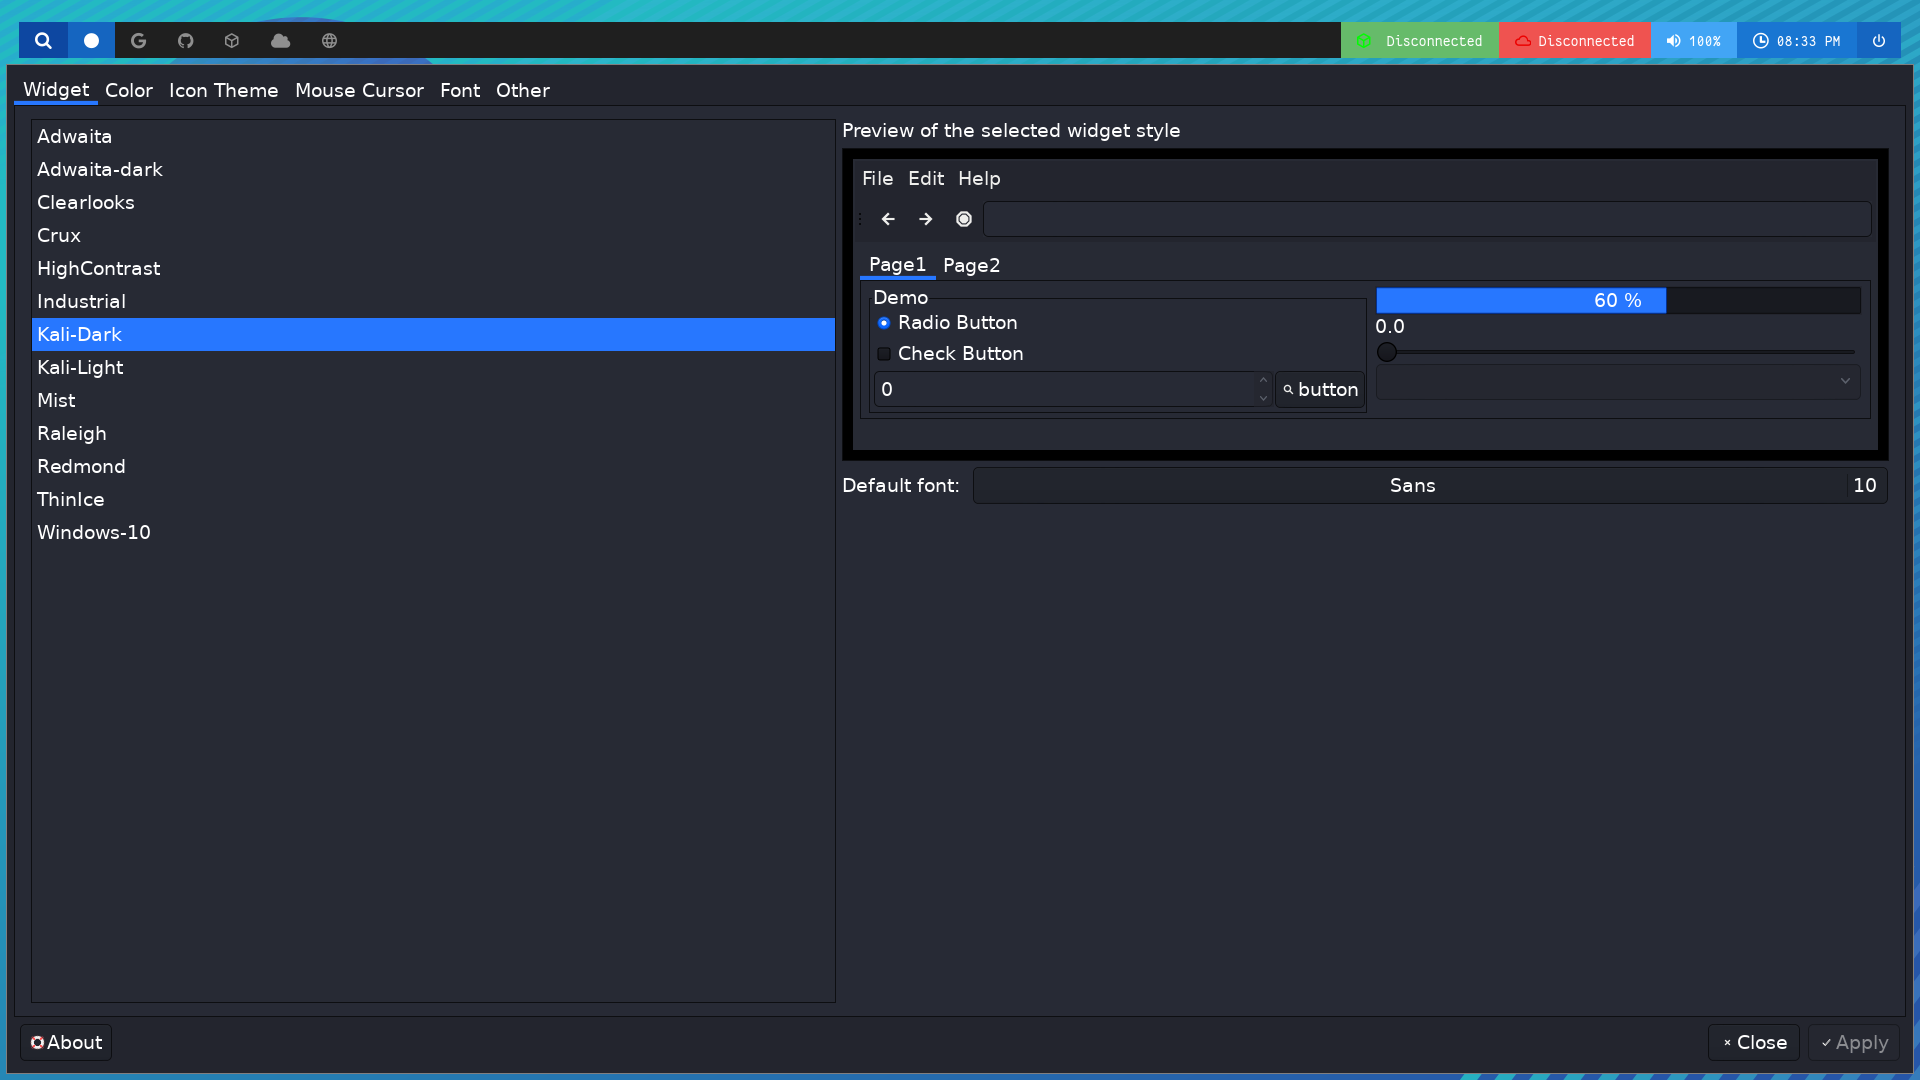 Disconnected
Disconnected
100%
08:33 PM
Widget Color Icon Theme Mouse Cursor Font Other
Adwaita
Adwaita-dark
Clearlooks
Crux
HighContrast
Industrial
Kali-Dark
Kali-Light
Mist
Raleigh
Redmond
ThinIce
Windows-10
Preview of the selected widget style
File Edit Help
Page1 Page2
Demo
Radio Button
Check Button
0
button
60 %
0.0
Default font:
Sans
10
About
Close
Apply